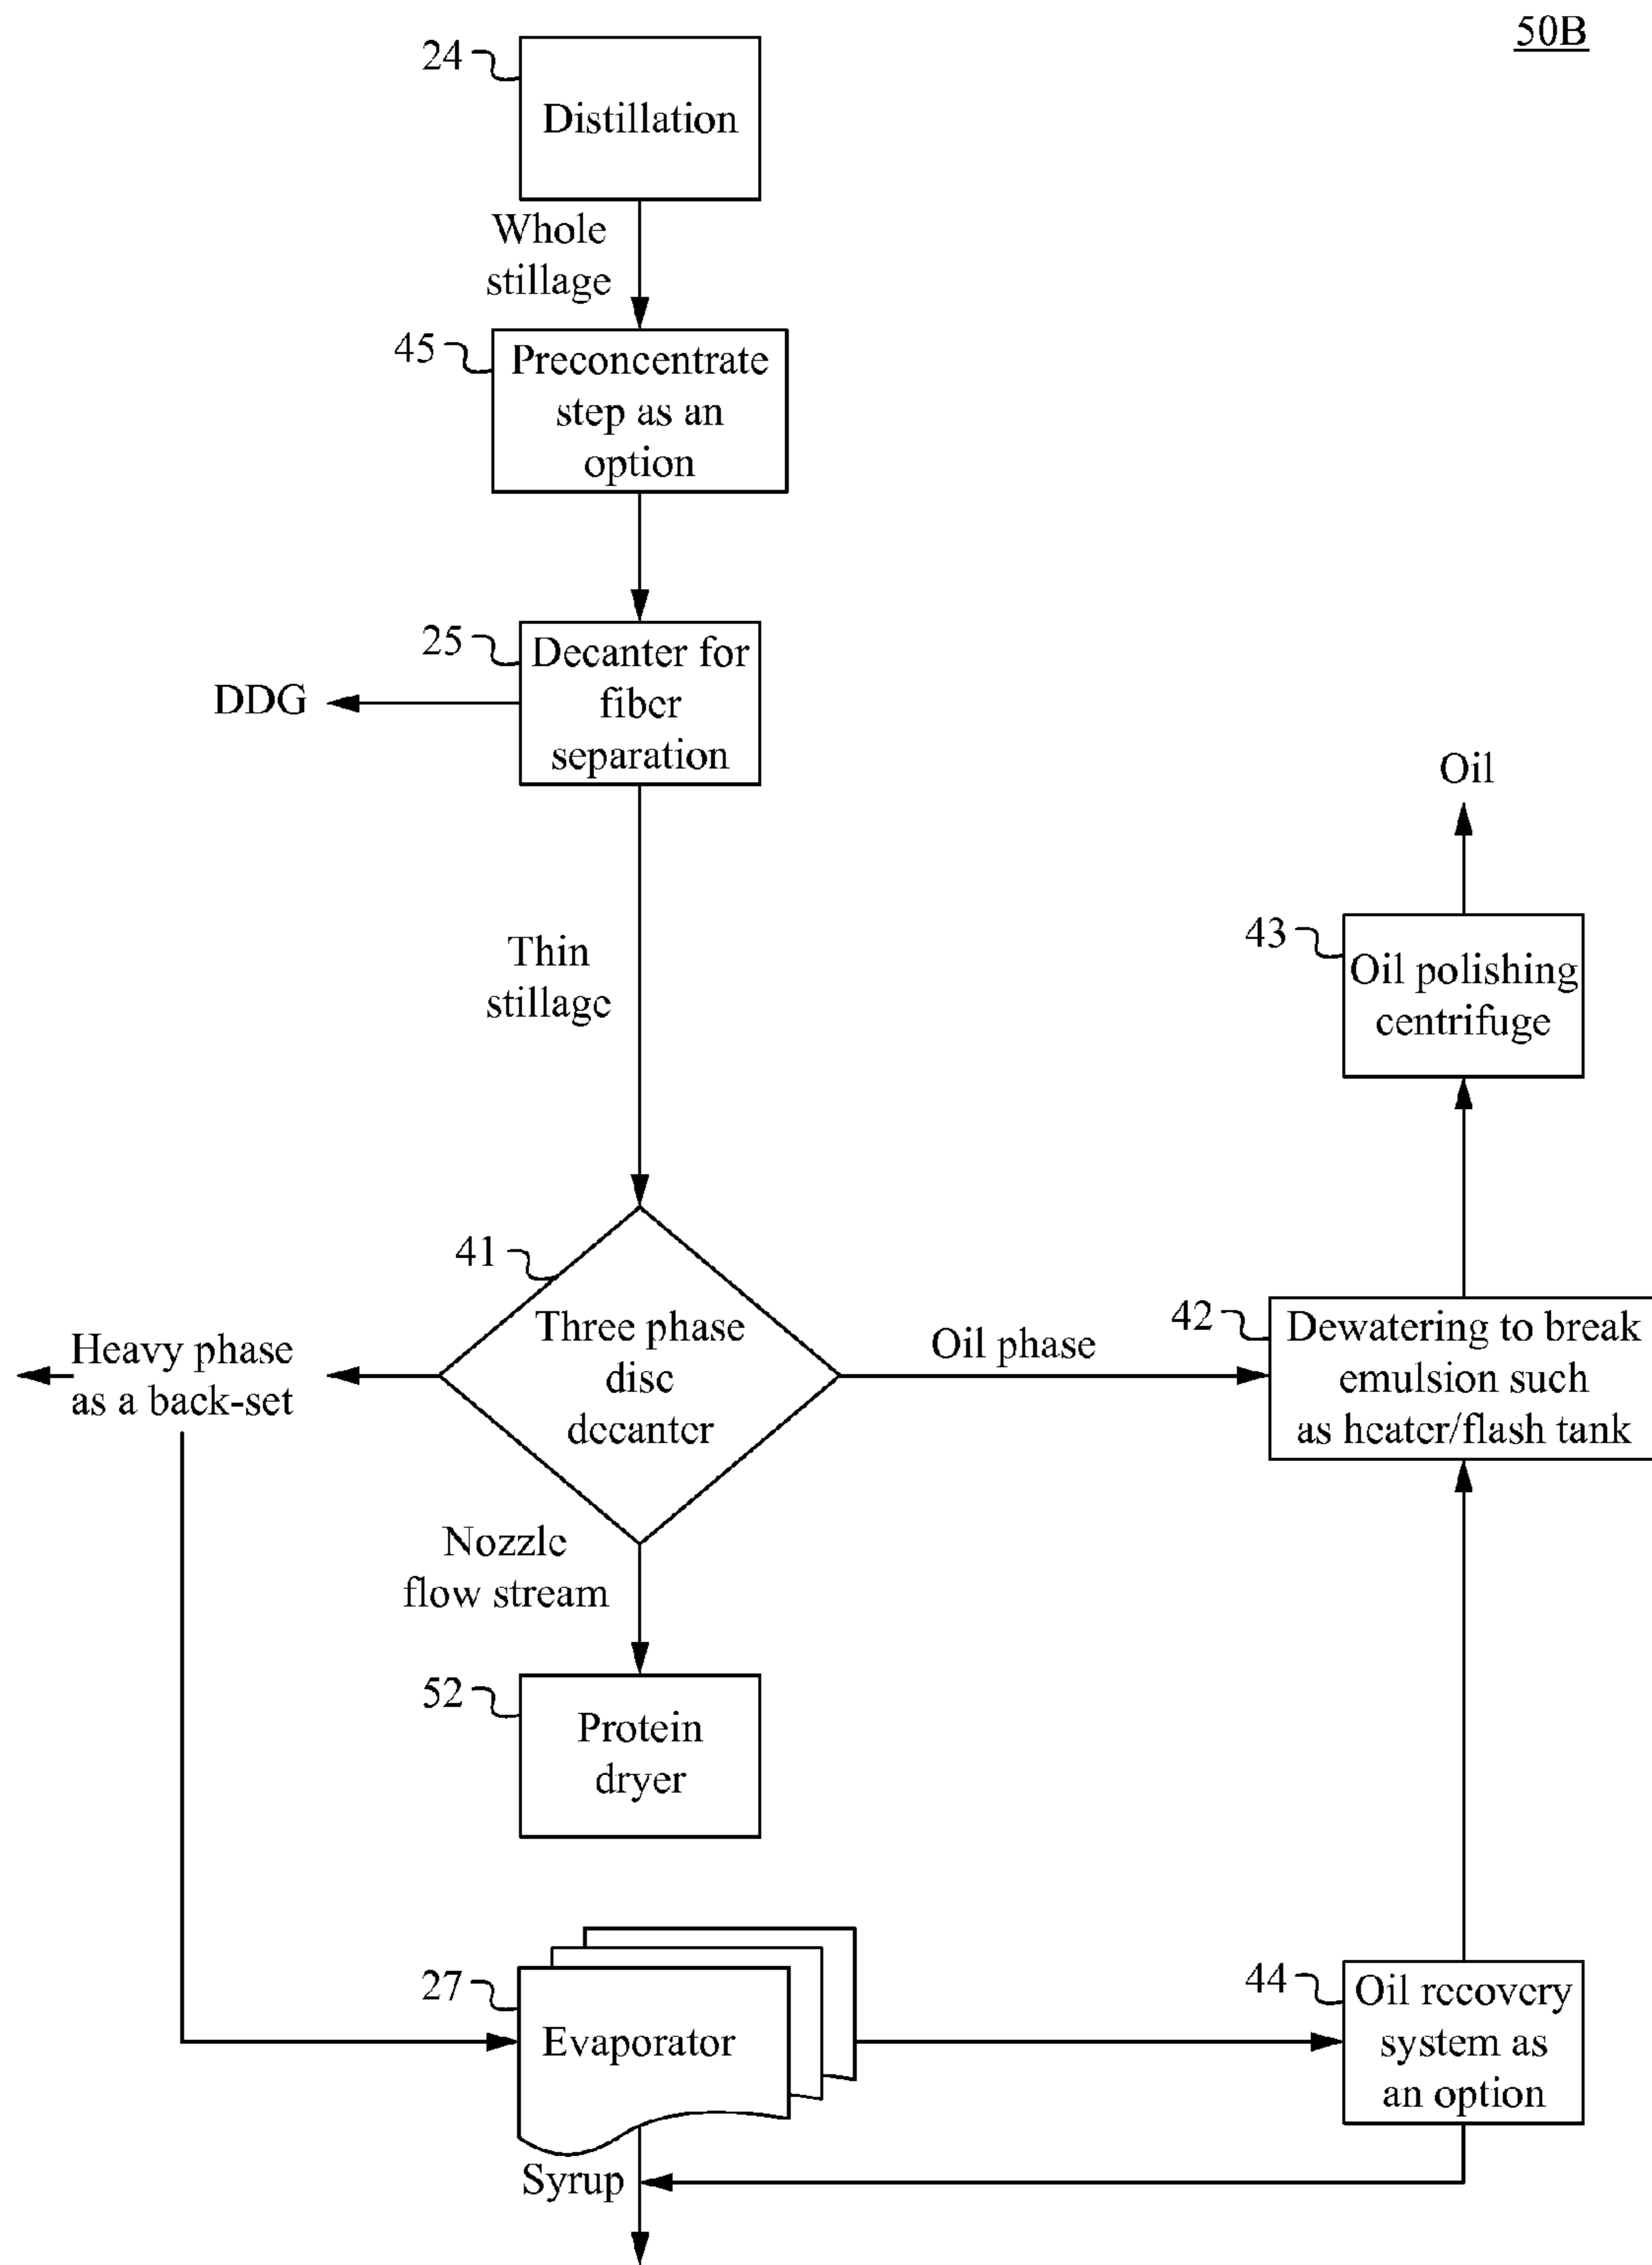 50B
24
Distillation
Whole
stillage
45
Preconcentrate
step as an
option
25
Decanter for
fiber
separation
DDG
Oil
Thin
stillage
43
Oil polishing
centrifuge
41
Three phase
disc
decanter
Heavy phase
as a back-set
Oil phase
42
Dewatering to break
emulsion such
as heater/flash tank
Nozzle
flow stream
52
Protein
dryer
27
Evaporator
44
Oil recovery
system as
an option
Syrup